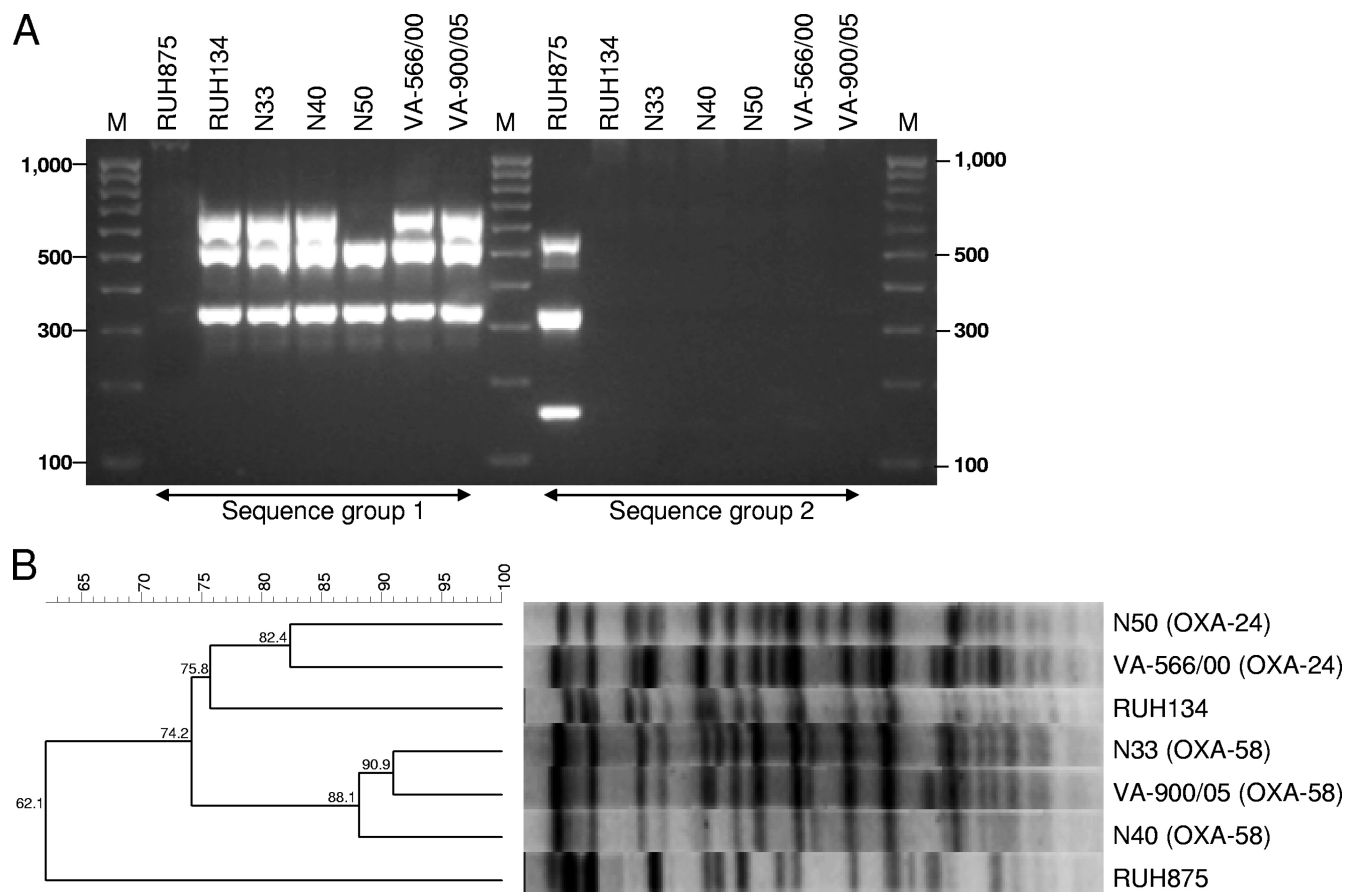 A
M RUH875 RUH134 N33 N40 N50 VA-566/00 VA-900/05 M RUH875 RUH134 N33 N40 N50 VA-566/00 VA-900/05 M
1,000 1,000
500 500
300 300
100 100
Sequence group 1 Sequence group 2
B
65 70 75 80 85 90 95 100
N50 (OXA-24)
82.4
VA-566/00 (OXA-24)
75.8
RUH134
74.2
N33 (OXA-58)
90.9
VA-900/05 (OXA-58)
88.1
62.1
N40 (OXA-58)
RUH875